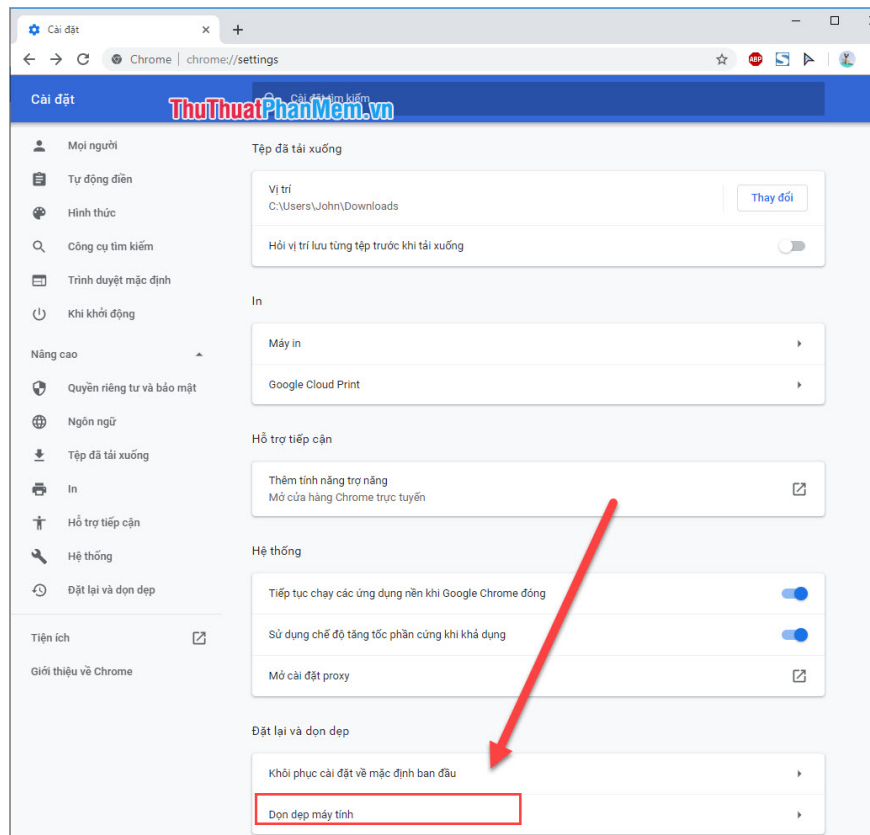 Cài đặt
Chrome | chrome://settings
ABP
S
Cài đặt
Cài đặt tìm kiếm
ThuThuatPhanMem.vn
Mọi người
Tự động điền
Hình thức
Công cụ tìm kiếm
Trình duyệt mặc định
Khi khởi động
Nâng cao
Quyền riêng tư và bảo mật
Ngôn ngữ
Tệp đã tải xuống
In
Hỗ trợ tiếp cận
Hệ thống
Đặt lại và dọn dẹp
Tiện ích
Giới thiệu về Chrome
Tệp đã tải xuống
Vị trí
C:\Users\John\Downloads
Thay đổi
Hỏi vị trí lưu từng tệp trước khi tải xuống
In
Máy in
Google Cloud Print
Hỗ trợ tiếp cận
Thêm tính năng trợ năng
Mở cửa hàng Chrome trực tuyến
Hệ thống
Tiếp tục chạy các ứng dụng nền khi Google Chrome đóng
Sử dụng chế độ tăng tốc phần cứng khi khả dụng
Mở cài đặt proxy
Đặt lại và dọn dẹp
Khôi phục cài đặt về mặc định ban đầu
Dọn dẹp máy tính